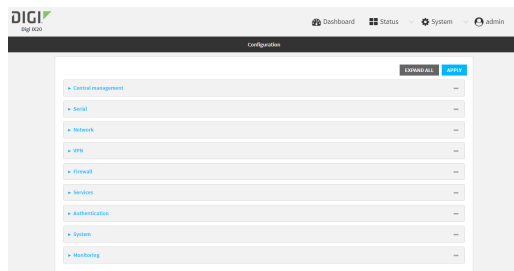 DIGI
Digi IX20
Dashboard
Status
System
admin
Configuration
EXPAND ALL
APPLY
Central management
Serial
Network
VPN
Firewall
Services
Authentication
System
Monitoring